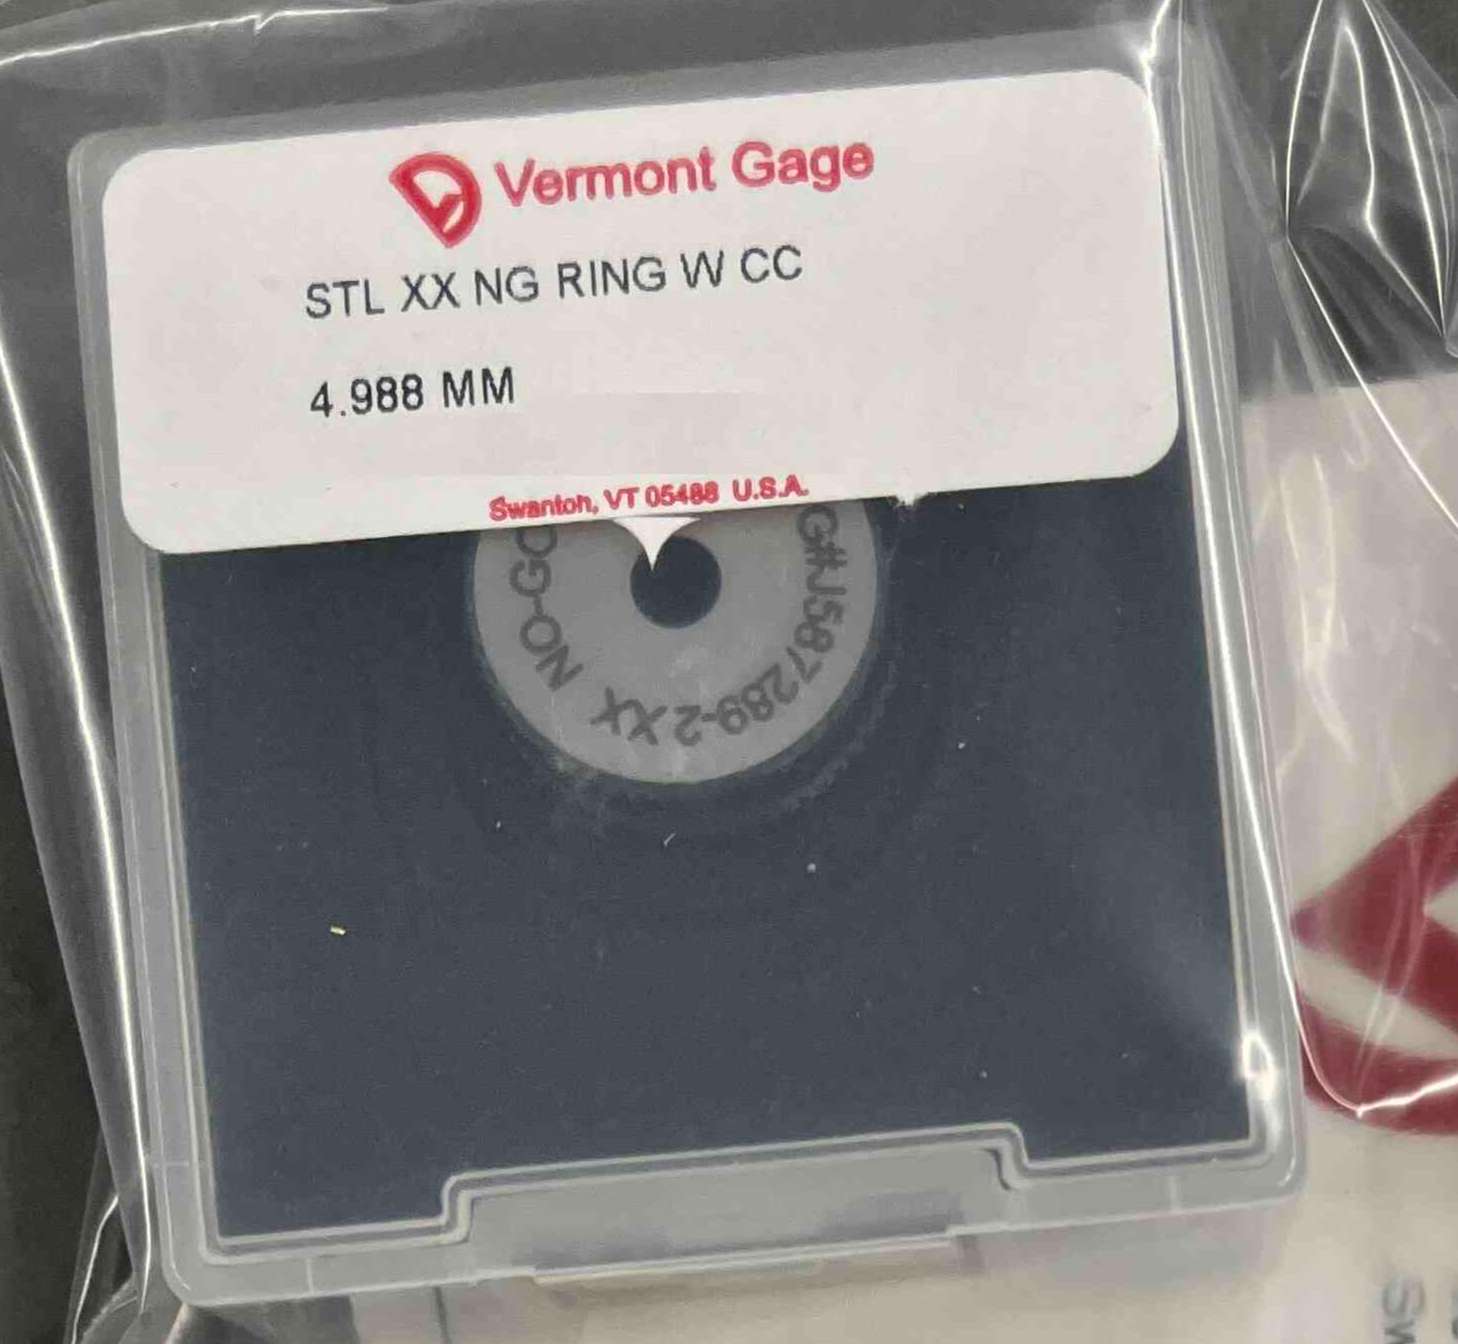 Vermont Gage
STL XX NG RING W CC
4.988 MM
Swanton, VT 05488 U.S.A.
G#J587289-2 XX NO-GO